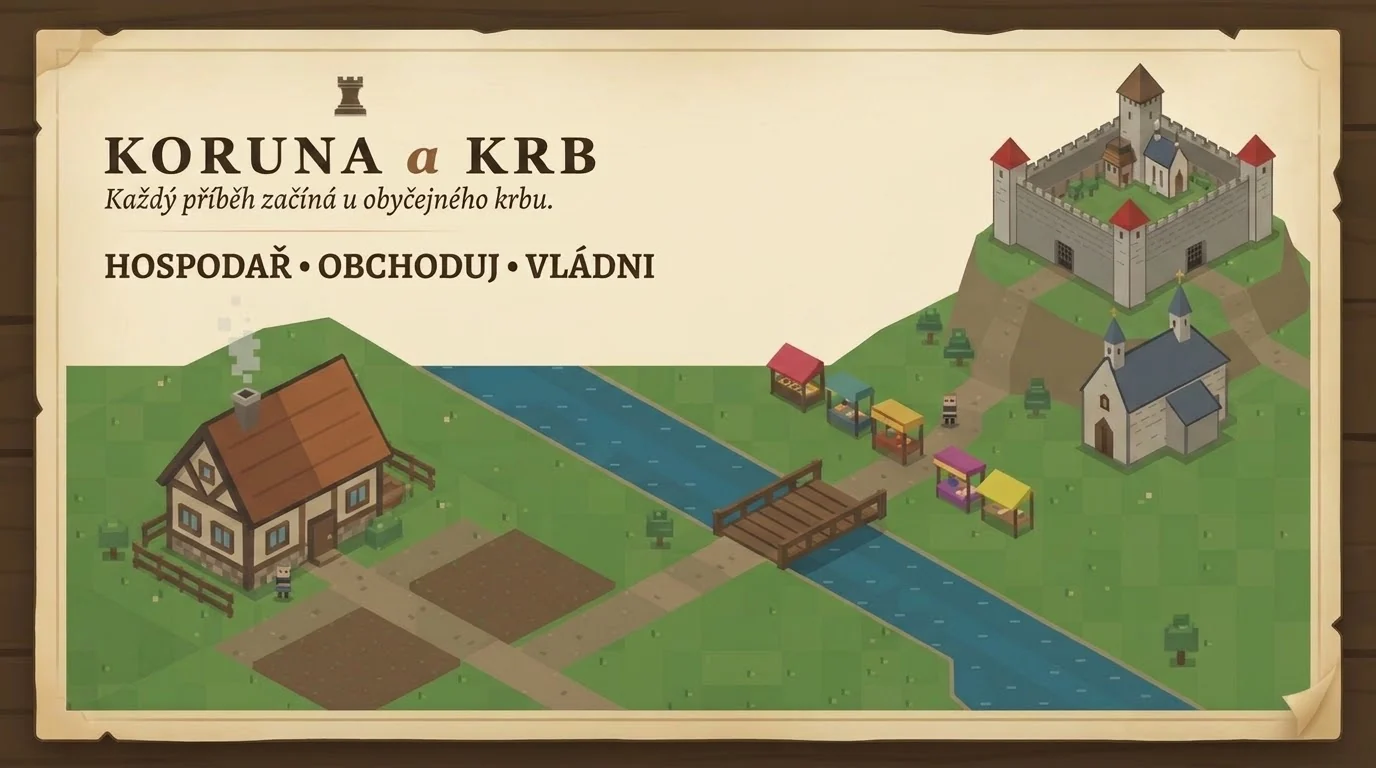 KORUNA a KRB
Každý příběh začíná u obyčejného krbu.
HOSPODAŘ • OBCHODUJ • VLÁDNI